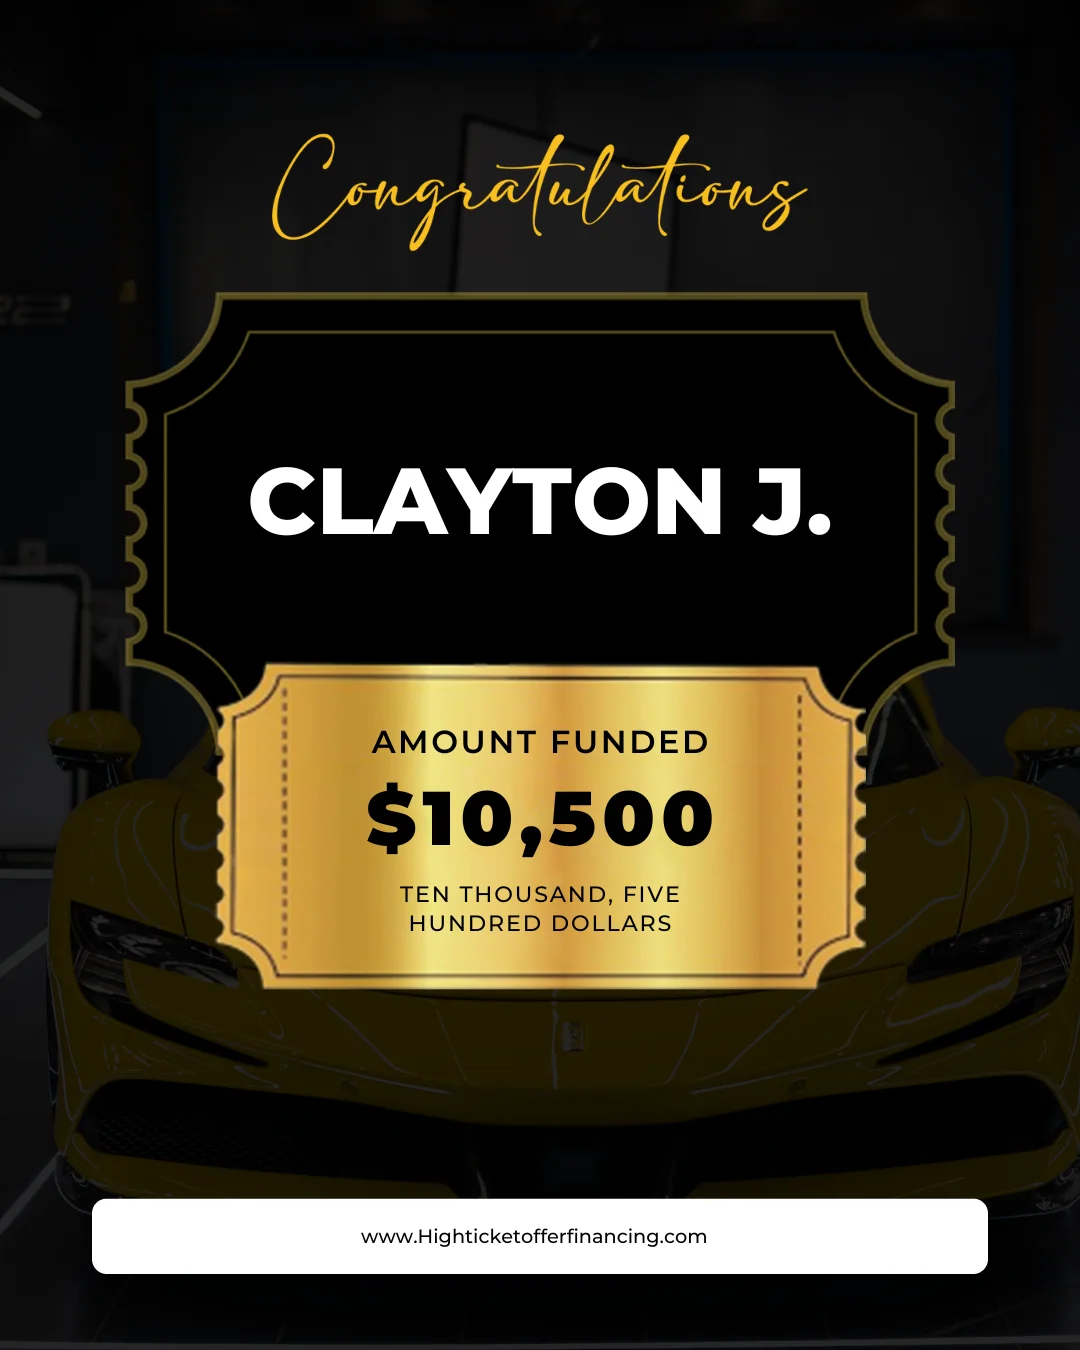 Congratulations
CLAYTON J.
AMOUNT FUNDED
$10,500
TEN THOUSAND, FIVE
HUNDRED DOLLARS
www.Highticketofferfinancing.com